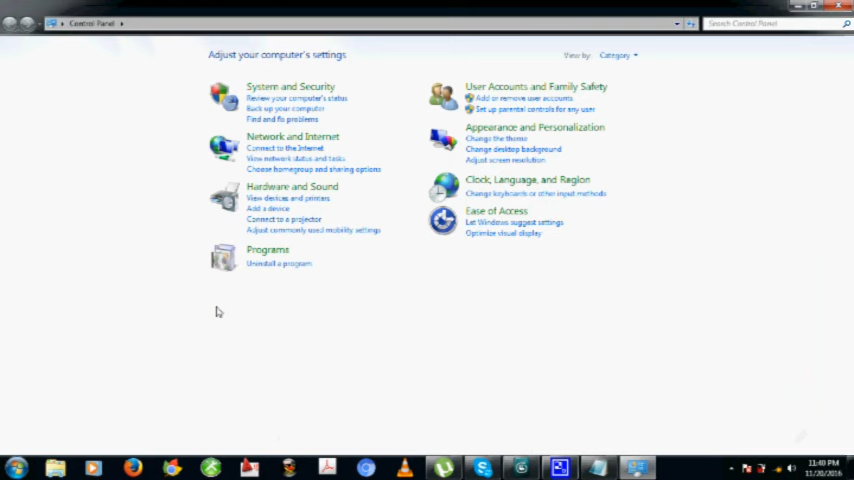 Control Panel
Search Control Panel
Adjust your computer's settings
View by: Category
System and Security
Review your computer's status
Back up your computer
Find and fix problems
Network and Internet
Connect to the Internet
View network status and tasks
Choose homegroup and sharing options
Hardware and Sound
View devices and printers
Add a device
Connect to a projector
Adjust commonly used mobility settings
Programs
Uninstall a program
User Accounts and Family Safety
Add or remove user accounts
Set up parental controls for any user
Appearance and Personalization
Change the theme
Change desktop background
Adjust screen resolution
Clock, Language, and Region
Change keyboards or other input methods
Ease of Access
Let Windows suggest settings
Optimize visual display
11:40 PM
11/20/2016